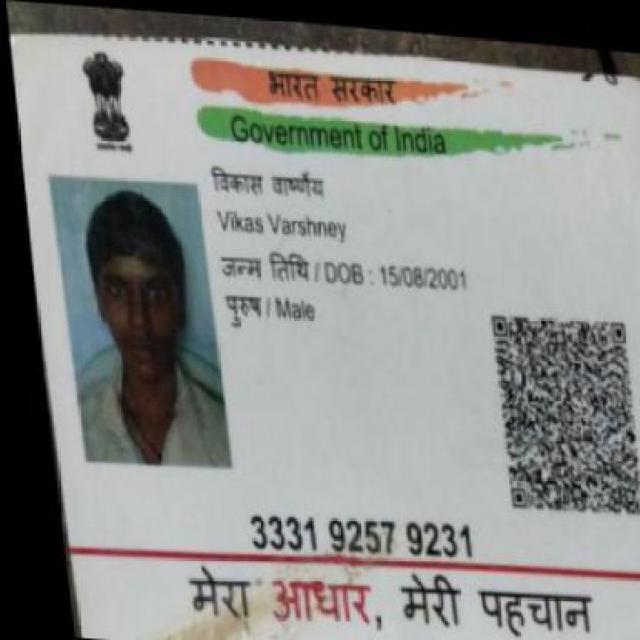 भारत सरकार
Government of India
विकास वार्ष्णेय
Vikas Varshney
जन्म तिथि / DOB : 15/08/2001
पुरुष / Male
3331 9257 9231
मेरा आधार, मेरी पहचान